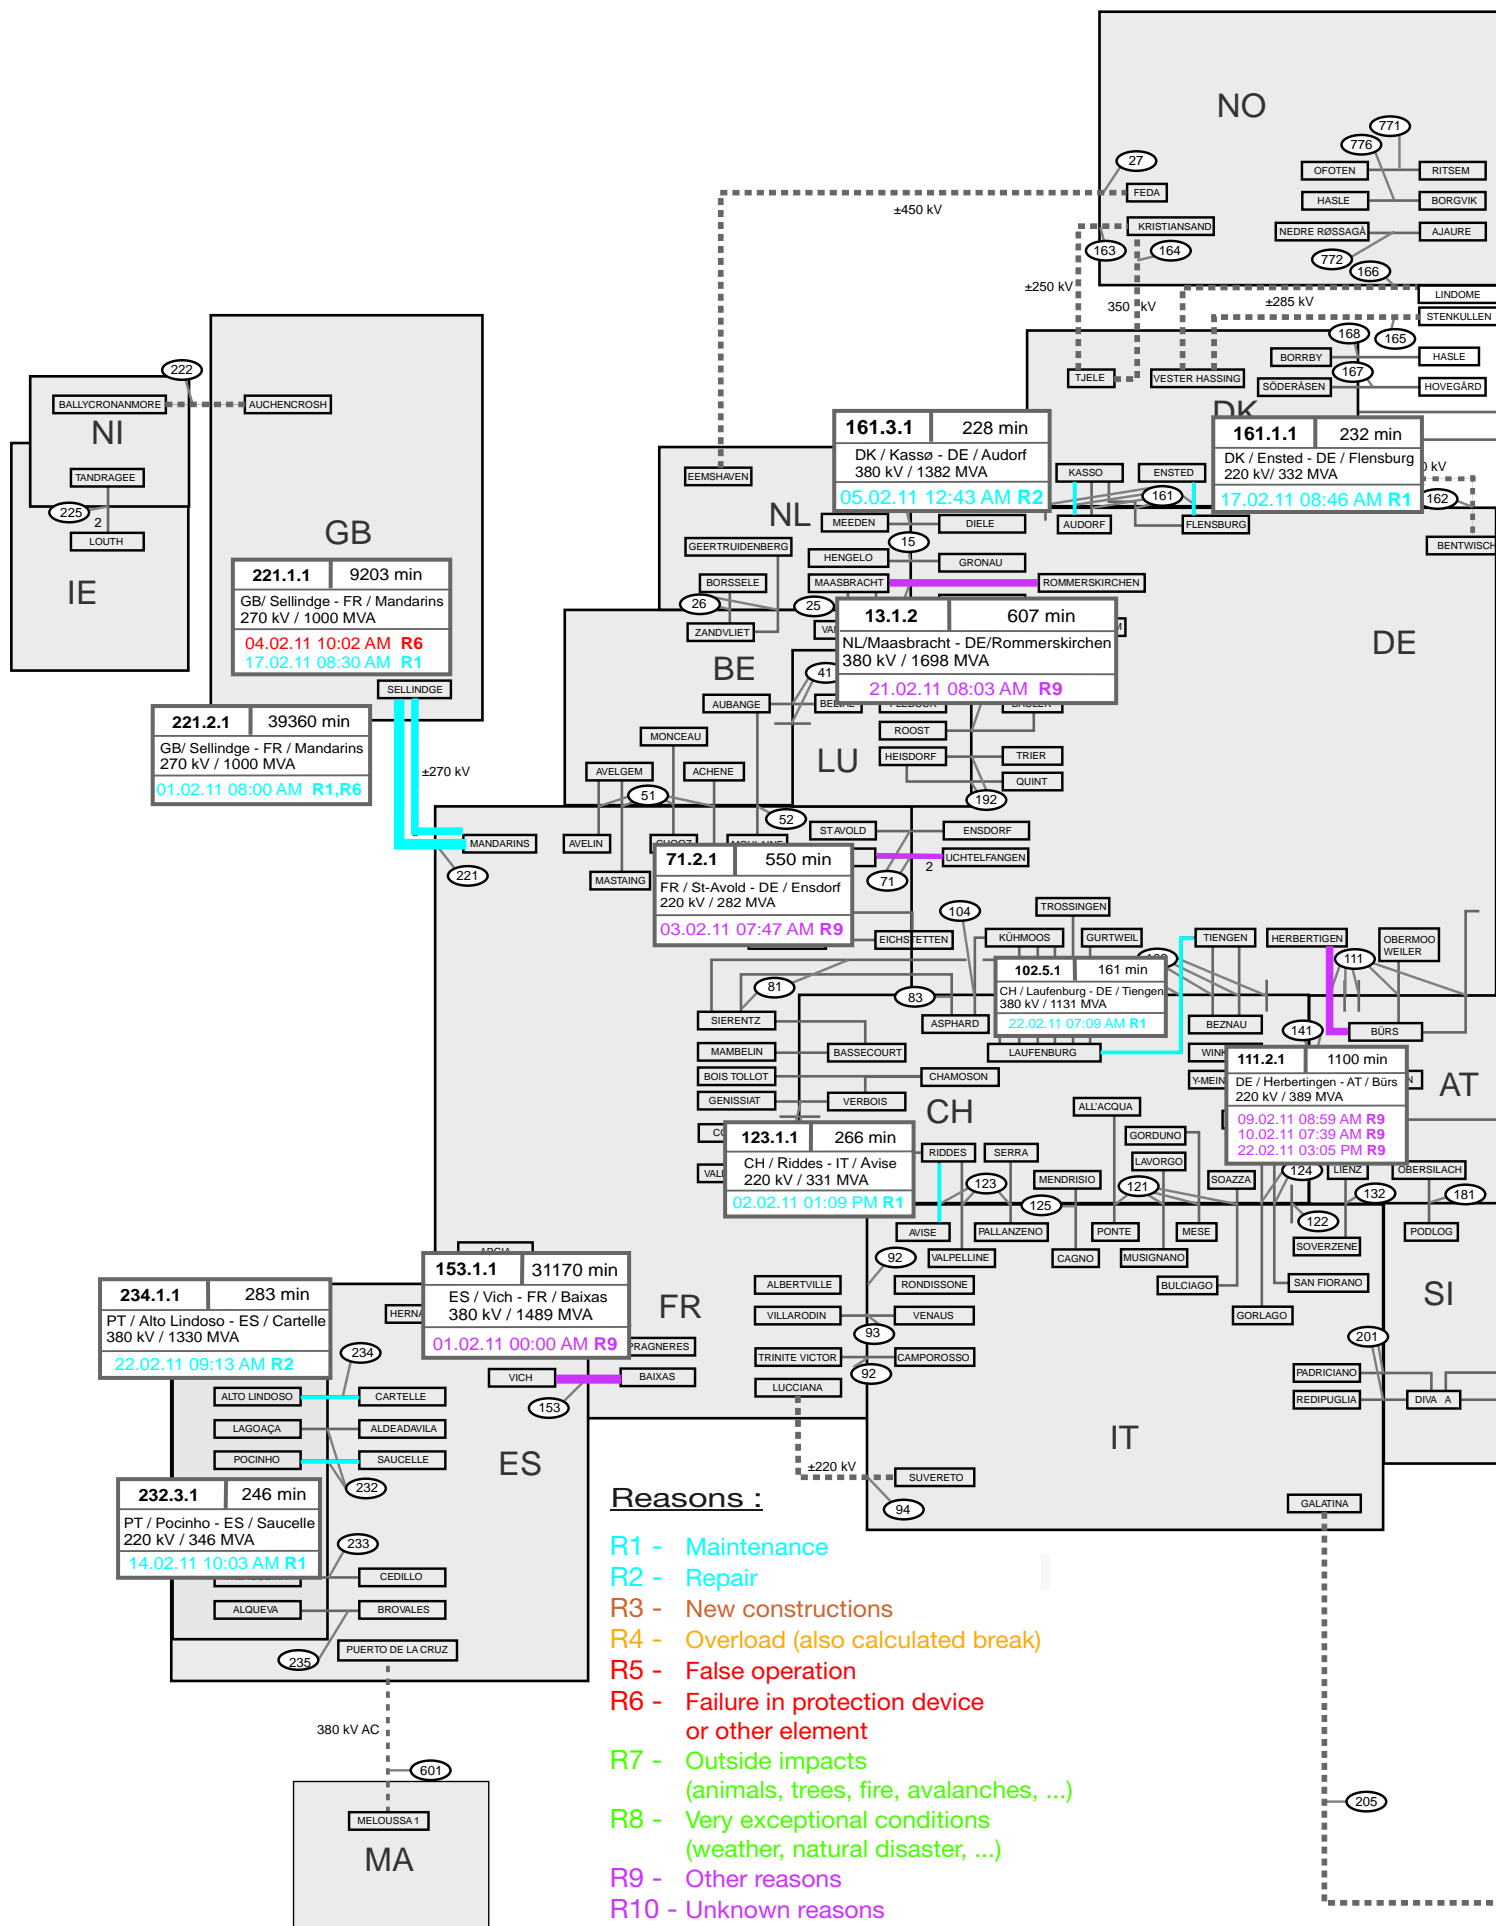 NO
771
776
27
OFOTEN
RITSEM
FEDA
HASLE
BORGVIK
±450 kV
KRISTIANSAND
NEDRE RØSSAGÅ
AJAURE
163
164
772
166
±250 kV
350 kV
±285 kV
LINDOME
STENKULLEN
168
165
222
BORRBY
HASLE
167
TJELE
VESTER HASSING
SÖDERÅSEN
HOVEGÅRD
BALLYCRONANMORE
AUCHENCROSH
DK
NI
161.3.1
228 min
DK / Kassø - DE / Audorf
380 kV / 1382 MVA
05.02.11 12:43 AM R2
161.1.1
232 min
DK / Ensted - DE / Flensburg
220 kV/ 332 MVA
17.02.11 08:46 AM R1
TANDRAGEE
EEMSHAVEN
KASSO
ENSTED
161
162
225
2
NL
MEEDEN
DIELE
AUDORF
FLENSBURG
GB
LOUTH
GEERTRUIDENBERG
15
BENTWISCH
HENGELO
GRONAU
IE
221.1.1
9203 min
GB/ Sellindge - FR / Mandarins
270 kV / 1000 MVA
04.02.11 10:02 AM R6
17.02.11 08:30 AM R1
BORSSELE
MAASBRACHT
ROMMERSKIRCHEN
26
25
13.1.2
607 min
NL/Maasbracht - DE/Rommerskirchen
380 kV / 1698 MVA
21.02.11 08:03 AM R9
ZANDVLIET
DE
BE
41
SELLINDGE
AUBANGE
221.2.1
39360 min
GB/ Sellindge - FR / Mandarins
270 kV / 1000 MVA
01.02.11 08:00 AM R1,R6
MONCEAU
ROOST
LU
HEISDORF
TRIER
±270 kV
AVELGEM
ACHENE
QUINT
51
192
52
ST AVOLD
ENSDORF
MANDARINS
AVELIN
UCHTELFANGEN
2
71.2.1
550 min
FR / St-Avold - DE / Ensdorf
220 kV / 282 MVA
03.02.11 07:47 AM R9
221
MASTAING
71
TROSSINGEN
104
EICHSTETTEN
KÜHMOOS
GURTWEIL
TIENGEN
HERBERTIGEN
OBERMOO
WEILER
111
102.5.1
161 min
CH / Laufenburg - DE / Tiengen
380 kV / 1131 MVA
22.02.11 07:09 AM R1
81
83
SIERENTZ
ASPHARD
BEZNAU
141
BÜRS
MAMBELIN
BASSECOURT
LAUFENBURG
BOIS TOLLOT
CHAMOSON
111.2.1
1100 min
DE / Herbertingen - AT / Bürs
220 kV / 389 MVA
09.02.11 08:59 AM R9
10.02.11 07:39 AM R9
22.02.11 03:05 PM R9
AT
GENISSIAT
VERBOIS
CH
ALL'ACQUA
123.1.1
266 min
CH / Riddes - IT / Avise
220 kV / 331 MVA
02.02.11 01:09 PM R1
GORDUNO
RIDDES
SERRA
LAVORGO
124
LIENZ
OBERSILACH
MENDRISIO
SOAZZA
123
121
132
181
125
122
AVISE
PALLANZENO
PONTE
MESE
PODLOG
VALPELLINE
CAGNO
MUSIGNANO
SOVERZENE
92
153.1.1
31170 min
ES / Vich - FR / Baixas
380 kV / 1489 MVA
01.02.11 00:00 AM R9
ALBERTVILLE
RONDISSONE
BULCIAGO
SAN FIORANO
234.1.1
283 min
PT / Alto Lindoso - ES / Cartelle
380 kV / 1330 MVA
22.02.11 09:13 AM R2
FR
VILLARODIN
VENAUS
GORLAGO
SI
93
201
234
PRAGNERES
TRINITE VICTOR
CAMPOROSSO
92
PADRICIANO
VICH
BAIXAS
LUCCIANA
ALTO LINDOSO
CARTELLE
REDIPUGLIA
DIVA A
153
LAGOAÇA
ALDEADAVILA
IT
POCINHO
SAUCELLE
ES
±220 kV
SUVERETO
232
94
GALATINA
232.3.1
246 min
PT / Pocinho - ES / Saucelle
220 kV / 346 MVA
14.02.11 10:03 AM R1
233
CEDILLO
ALQUEVA
BROVALES
235
PUERTO DE LA CRUZ
380 kV AC
601
MELOUSSA 1
MA
205
Reasons :
R1 - Maintenance
R2 - Repair
R3 - New constructions
R4 - Overload (also calculated break)
R5 - False operation
R6 - Failure in protection device
or other element
R7 - Outside impacts
(animals, trees, fire, avalanches, ...)
R8 - Very exceptional conditions
(weather, natural disaster, ...)
R9 - Other reasons
R10 - Unknown reasons